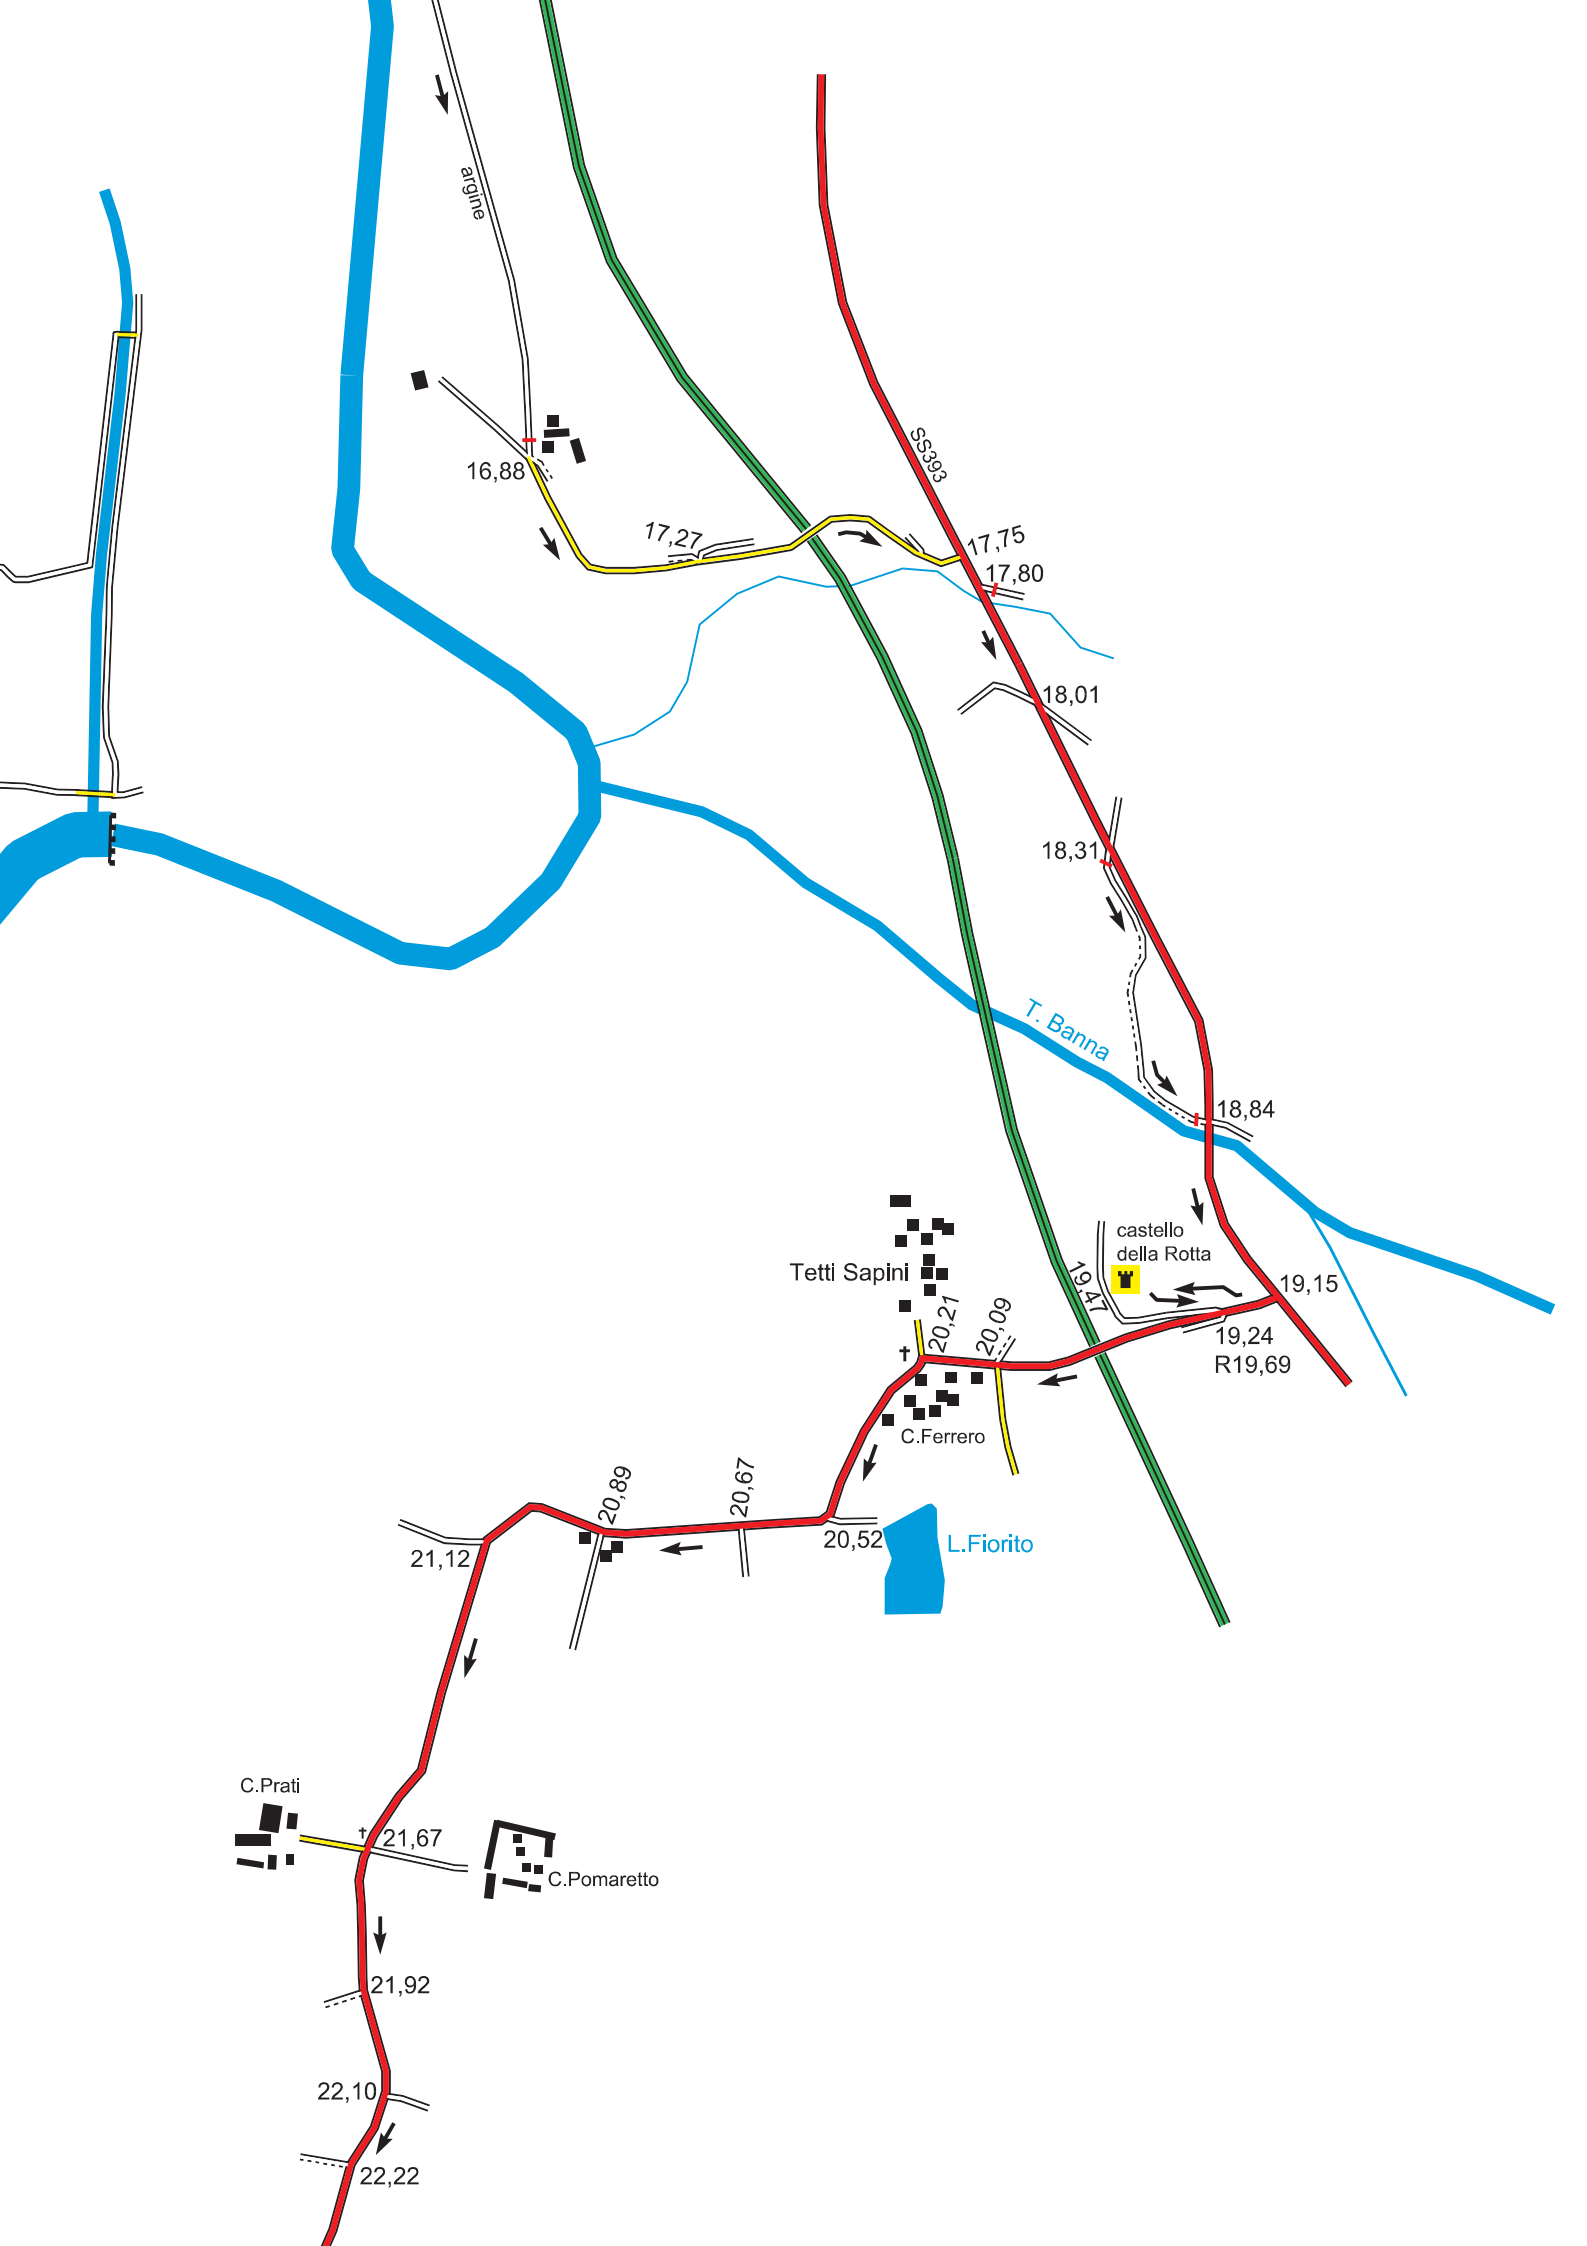 argine
SS393
16,88
17,27
17,75
17,80
18,01
18,31
T. Banna
18,84
castello
della Rotta
Tetti Sapini
19,47
19,15
20,21
20,09
19,24
R19,69
C.Ferrero
20,89
20,67
20,52
L.Fiorito
21,12
C.Prati
21,67
C.Pomaretto
21,92
22,10
22,22